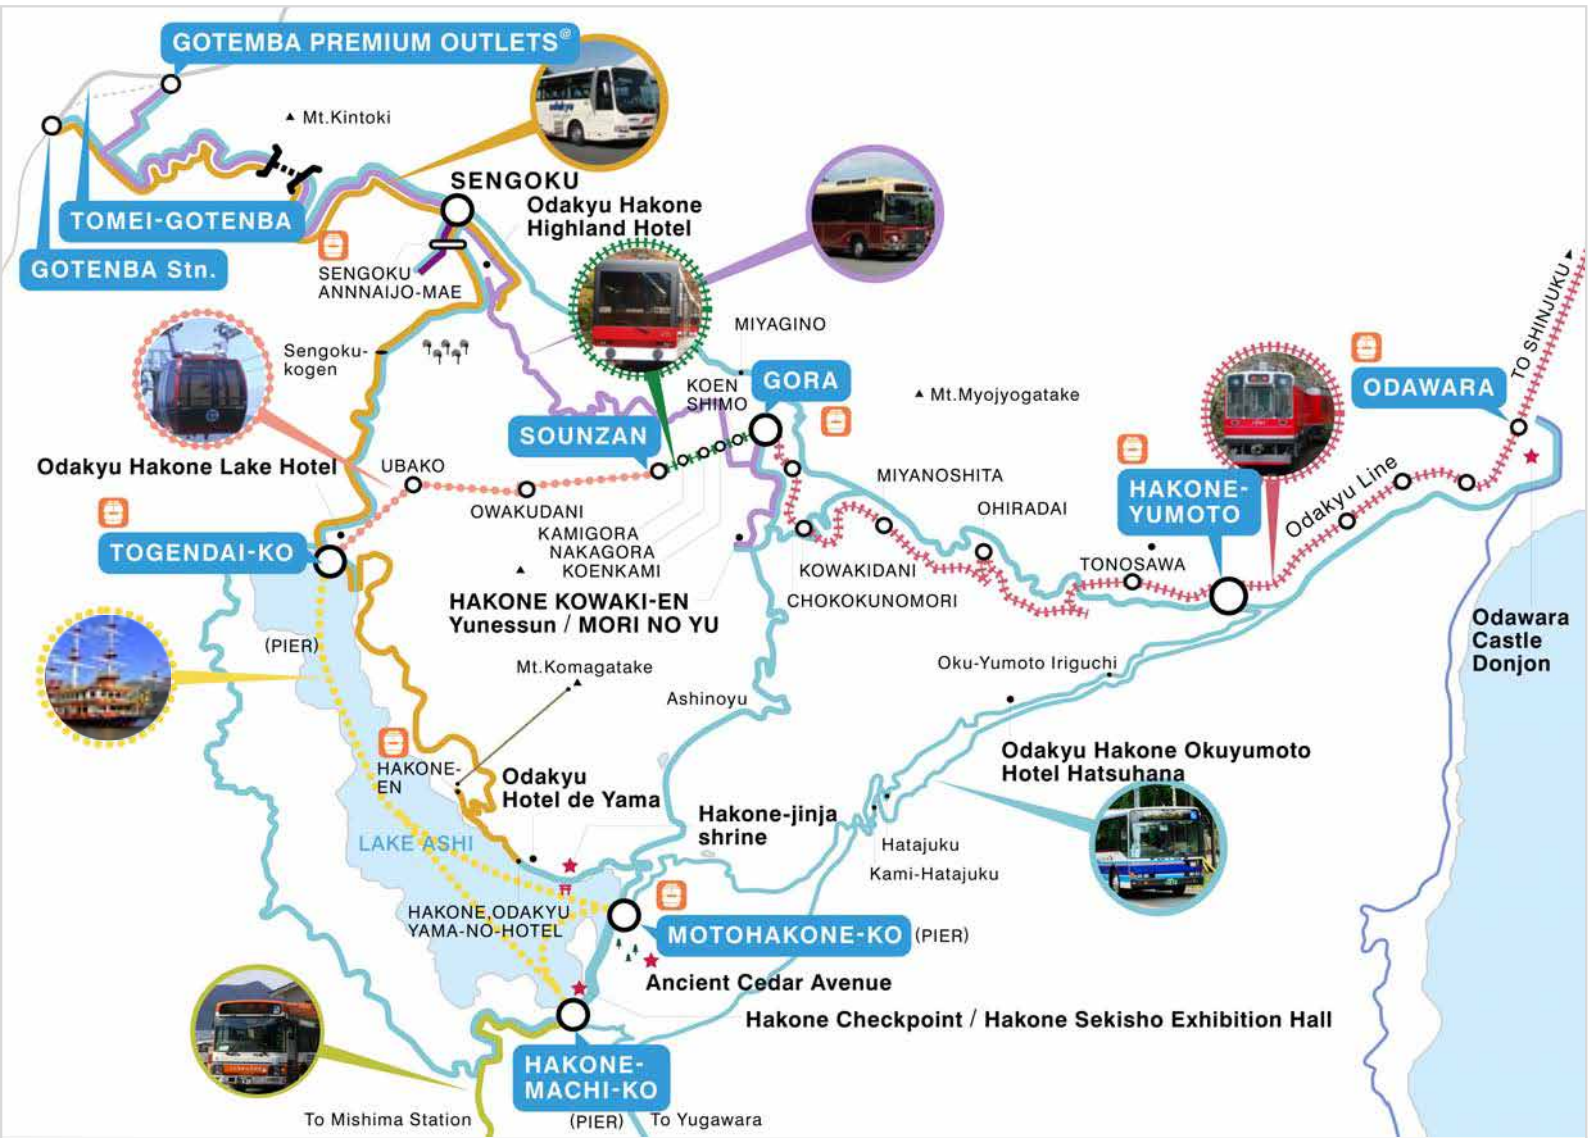 GOTEMBA PREMIUM OUTLETS®
Mt.Kintoki
SENGOKU
Odakyu Hakone
Highland Hotel
TOMEI-GOTENBA
GOTENBA Stn.
SENGOKU
ANNNAIJO-MAE
MIYAGINO
TO SHINJUKU
Sengoku-
kogen
KOEN
SHIMO
GORA
Mt.Myojyogatake
ODAWARA
SOUNZAN
Odakyu Hakone Lake Hotel
UBAKO
MIYANOSHITA
HAKONE-
YUMOTO
Odakyu Line
OWAKUDANI
OHIRADAI
KAMIGORA
NAKAGORA
KOENKAMI
TOGENDAI-KO
KOWAKIDANI
TONOSAWA
CHOKOKUNOMORI
HAKONE KOWAKI-EN
Yunessun / MORI NO YU
Odawara
Castle
Donjon
(PIER)
Mt.Komagatake
Oku-Yumoto Iriguchi
Ashinoyu
Odakyu Hakone Okuyumoto
Hotel Hatsuhana
HAKONE-
EN
Odakyu
Hotel de Yama
Hakone-jinja
shrine
LAKE ASHI
Hatajuku
Kami-Hatajuku
HAKONE,ODAKYU
YAMA-NO-HOTEL
MOTOHAKONE-KO (PIER)
Ancient Cedar Avenue
Hakone Checkpoint / Hakone Sekisho Exhibition Hall
HAKONE-
MACHI-KO
(PIER)
To Mishima Station
To Yugawara